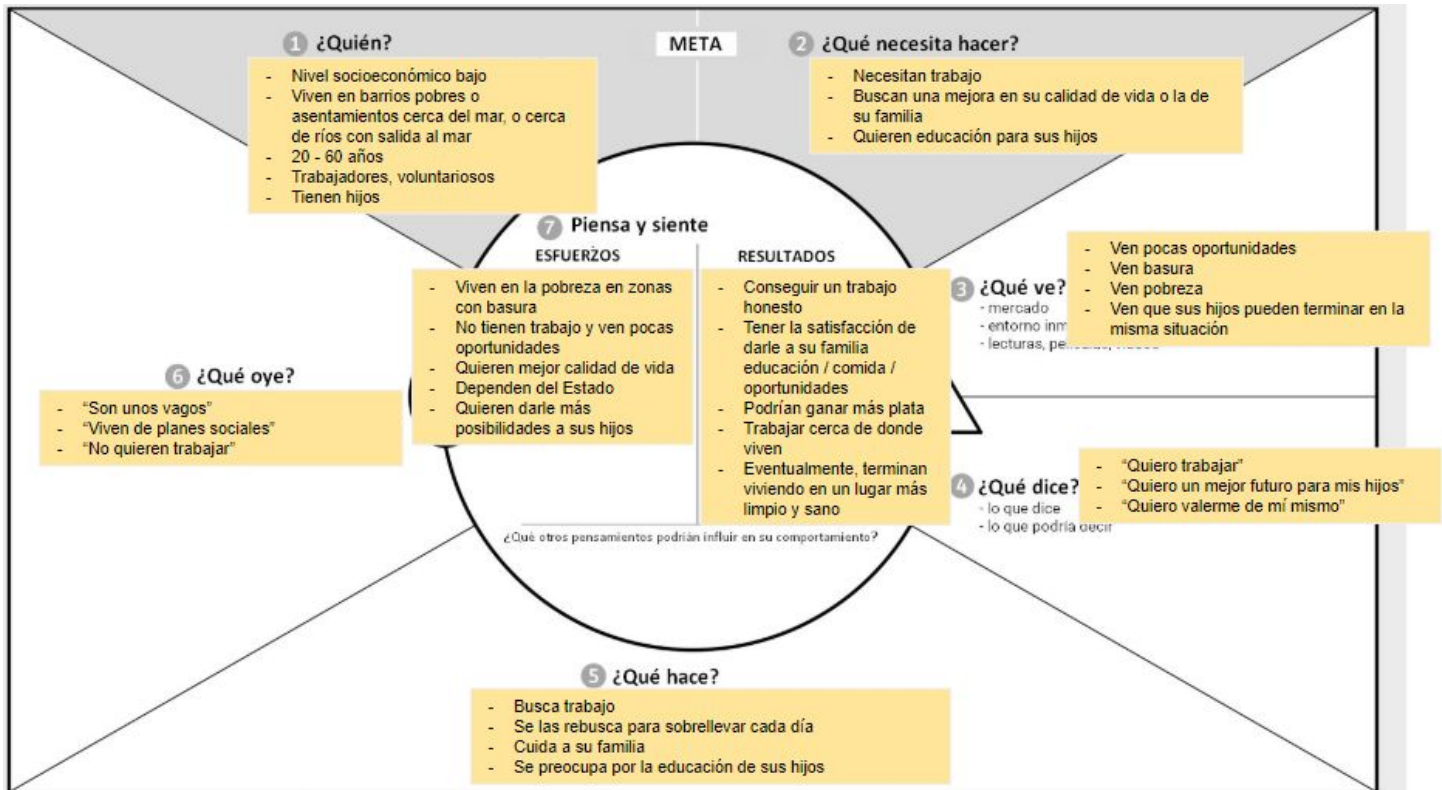 1 ¿Quién?
- Nivel socioeconómico bajo
- Viven en barrios pobres o
asentamientos cerca del mar, o cerca
de ríos con salida al mar
- 20 - 60 años
- Trabajadores, voluntariosos
- Tienen hijos
META
2 ¿Qué necesita hacer?
- Necesitan trabajo
- Buscan una mejora en su calidad de vida o la de
su familia
- Quieren educación para sus hijos
3 ¿Qué ve?
- mercado
- entorno
- lecturas,
- Ven pocas oportunidades
- Ven basura
- Ven pobreza
- Ven que sus hijos pueden terminar en la
misma situación
4 ¿Qué dice?
- lo que dice
- lo que podría decir
- “Quiero trabajar”
- “Quiero un mejor futuro para mis hijos”
- “Quiero valerme de mí mismo”
5 ¿Qué hace?
- Busca trabajo
- Se las rebusca para sobrellevar cada día
- Cuida a su familia
- Se preocupa por la educación de sus hijos
6 ¿Qué oye?
- “Son unos vagos”
- “Viven de planes sociales”
- “No quieren trabajar”
7 Piensa y siente
ESFUERZOS
- Viven en la pobreza en zonas
con basura
- No tienen trabajo y ven pocas
oportunidades
- Quieren mejor calidad de vida
- Dependen del Estado
- Quieren darle más
posibilidades a sus hijos
RESULTADOS
- Conseguir un trabajo
honesto
- Tener la satisfacción de
darle a su familia
educación / comida /
oportunidades
- Podrían ganar más plata
- Trabajar cerca de donde
viven
- Eventualmente, terminan
viviendo en un lugar más
limpio y sano
¿Qué otros pensamientos podrián influir en su comportamiento?